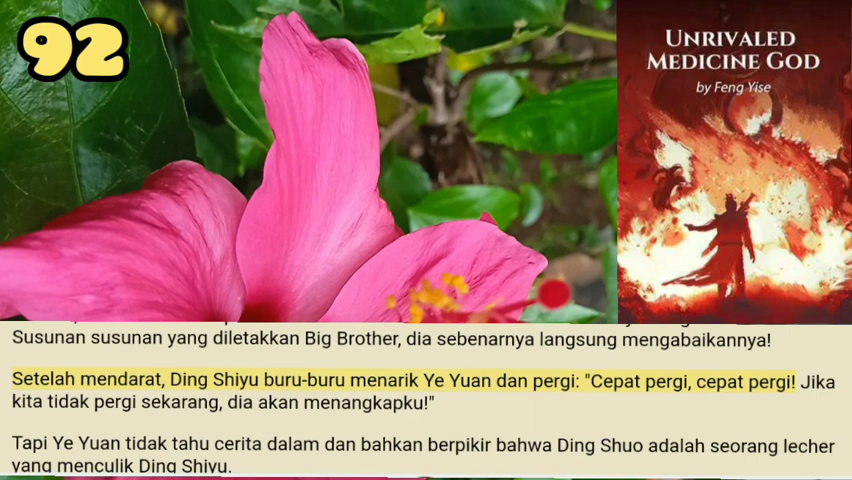 92
UNRIVALED
MEDICINE GOD
by Feng Yise
Susunan susunan yang diletakkan Big Brother, dia sebenarnya langsung mengabaikannya!
Setelah mendarat, Ding Shiyu buru-buru menarik Ye Yuan dan pergi: "Cepat pergi, cepat pergi! Jika
kita tidak pergi sekarang, dia akan menangkapku!"
Tapi Ye Yuan tidak tahu cerita dalam dan bahkan berpikir bahwa Ding Shuo adalah seorang lecher
yang menculik Ding Shiyu.